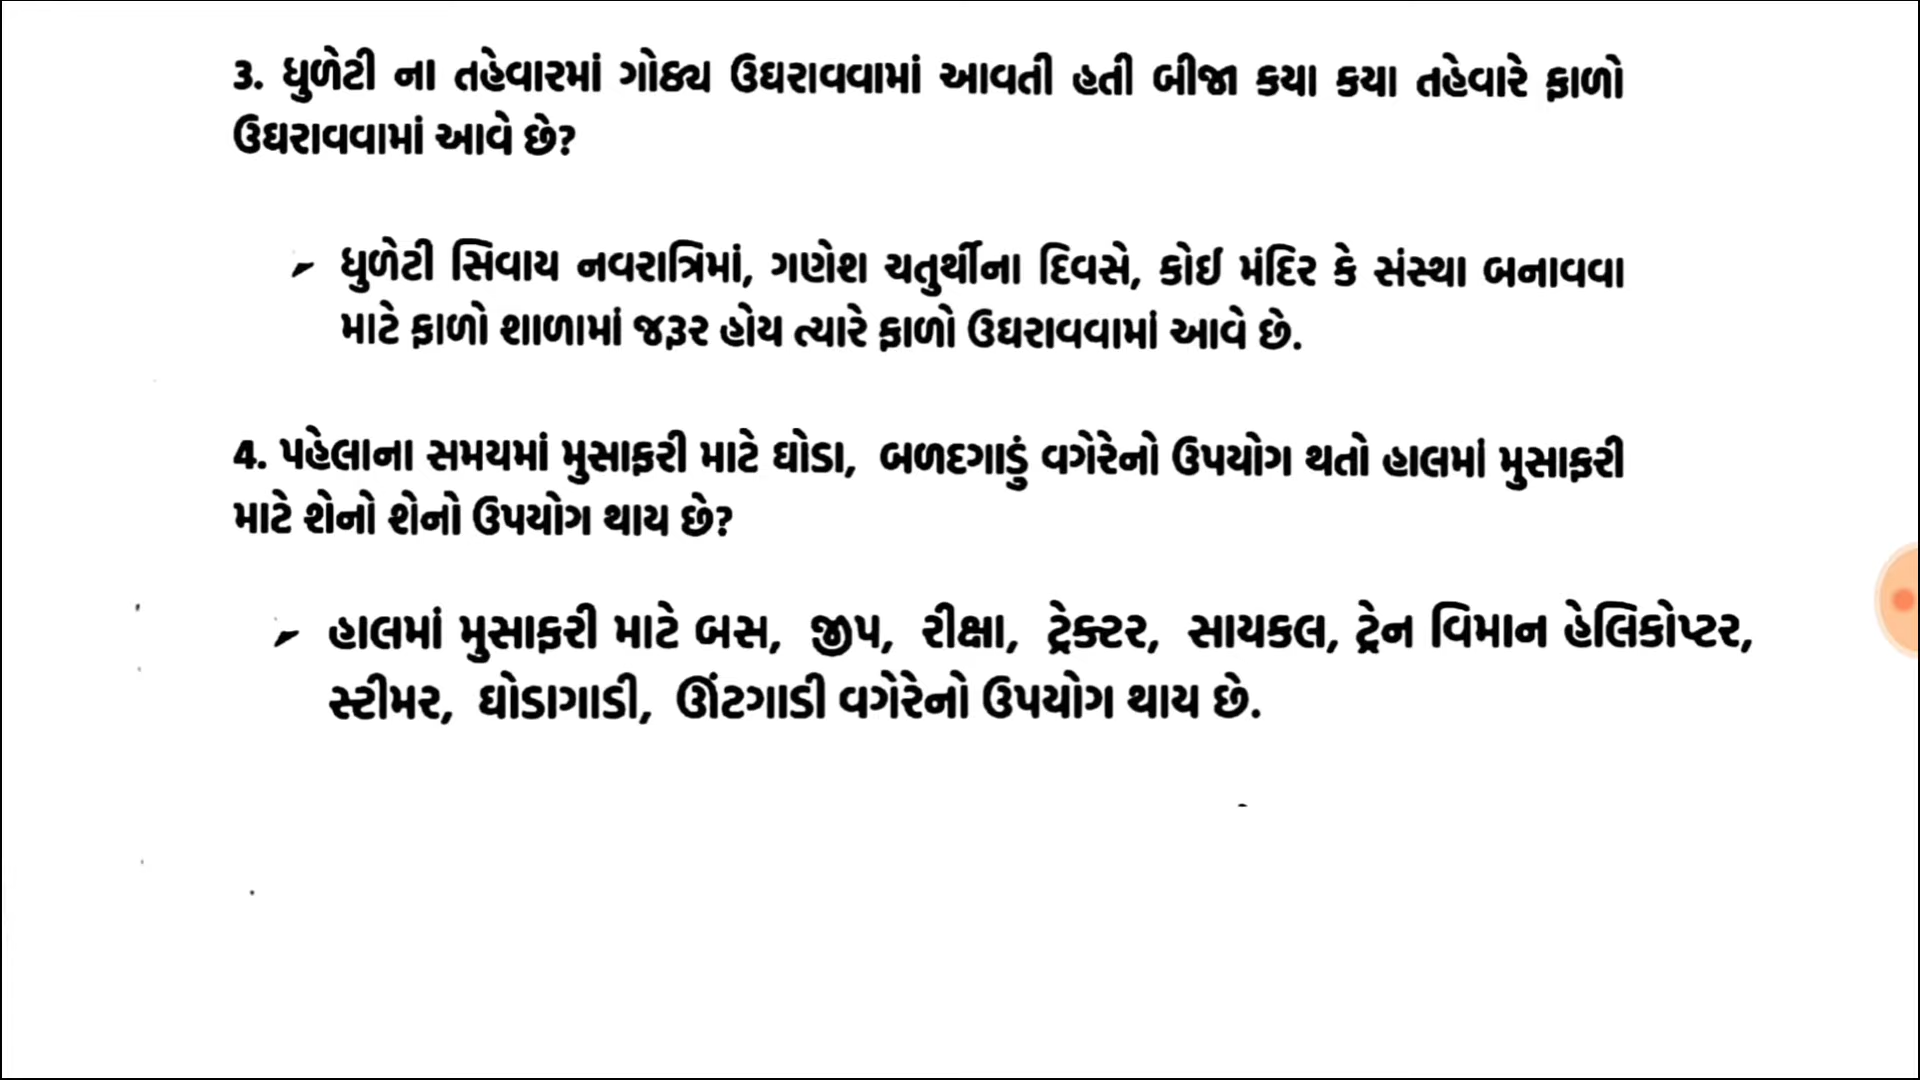 ૩. ધુળેટી ના તહેવારમાં ગોઠ્ય ઉઘરાવવામાં આવતી હતી બીજા કયા કયા તહેવારે ફાળો
ઉઘરાવવામાં આવે છે?
➤ ધુળેટી સિવાય નવરાત્રિમાં, ગણેશ ચતુર્થીના દિવસે, કોઈ મંદિર કે સંસ્થા બનાવવા
માટે ફાળો શાળામાં જરૂર હોય ત્યારે ફાળો ઉઘરાવવામાં આવે છે.
4. પહેલાના સમયમાં મુસાફરી માટે ઘોડા, બળદગાડું વગેરેનો ઉપયોગ થતો હાલમાં મુસાફરી
માટે શેનો શેનો ઉપયોગ થાય છે?
➤ હાલમાં મુસાફરી માટે બસ, જીપ, રીક્ષા, ટ્રેક્ટર, સાયકલ, ટ્રેન વિમાન હેલિકોપ્ટર,
સ્ટીમર, ઘોડાગાડી, ઊંટગાડી વગેરેનો ઉપયોગ થાય છે.